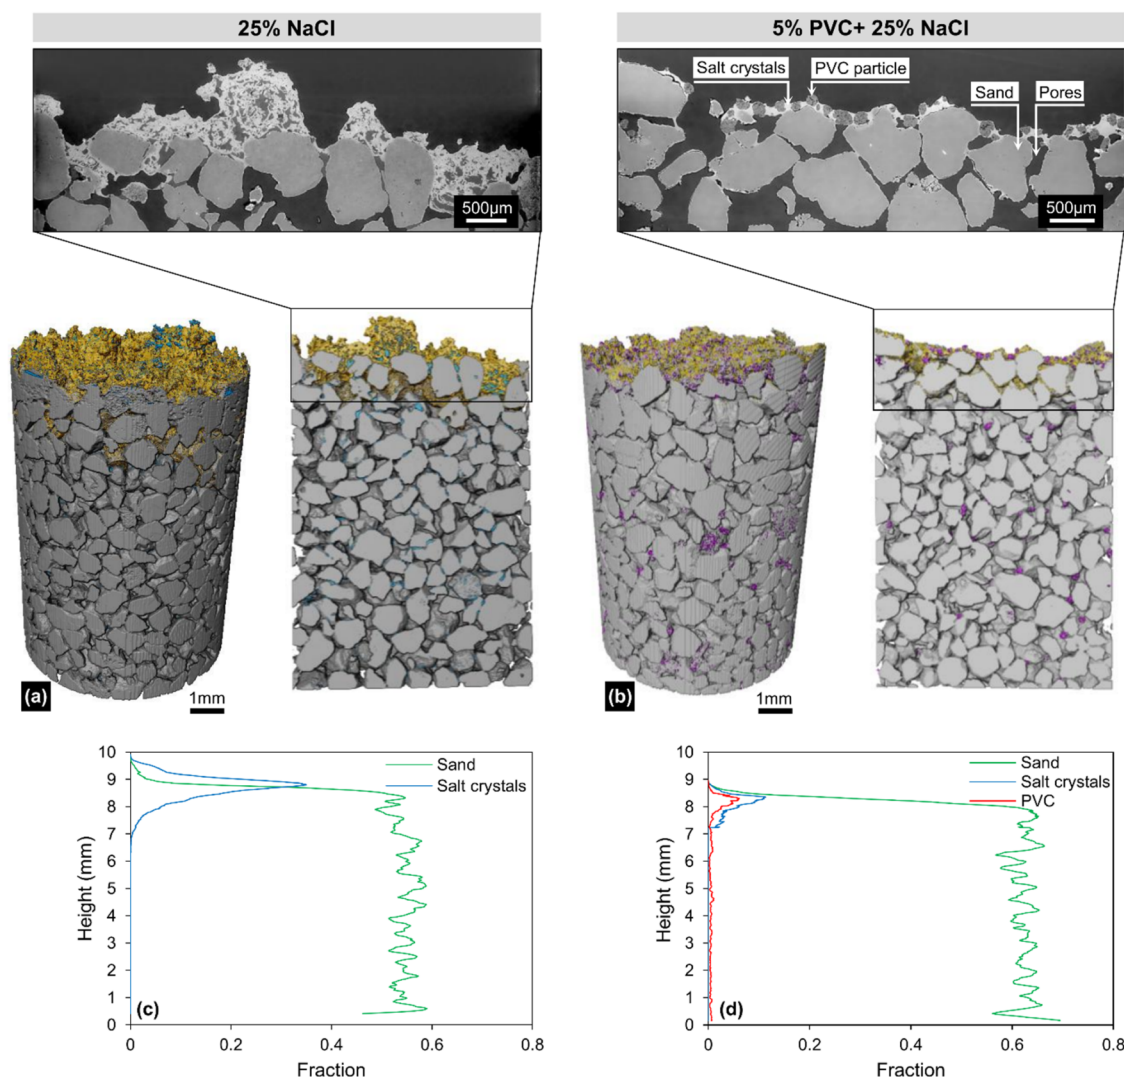 25% NaCl
5% PVC+ 25% NaCl
Salt crystals
PVC particle
Sand
Pores
500µm
500µm
(a)
1mm
(b)
1mm
10
9
8
7
6
5
4
3
2
1
0
Height (mm)
Sand
Salt crystals
(c)
0
0.2
0.4
0.6
0.8
Fraction
10
9
8
7
6
5
4
3
2
1
0
Height (mm)
Sand
Salt crystals
PVC
(d)
0
0.2
0.4
0.6
0.8
Fraction